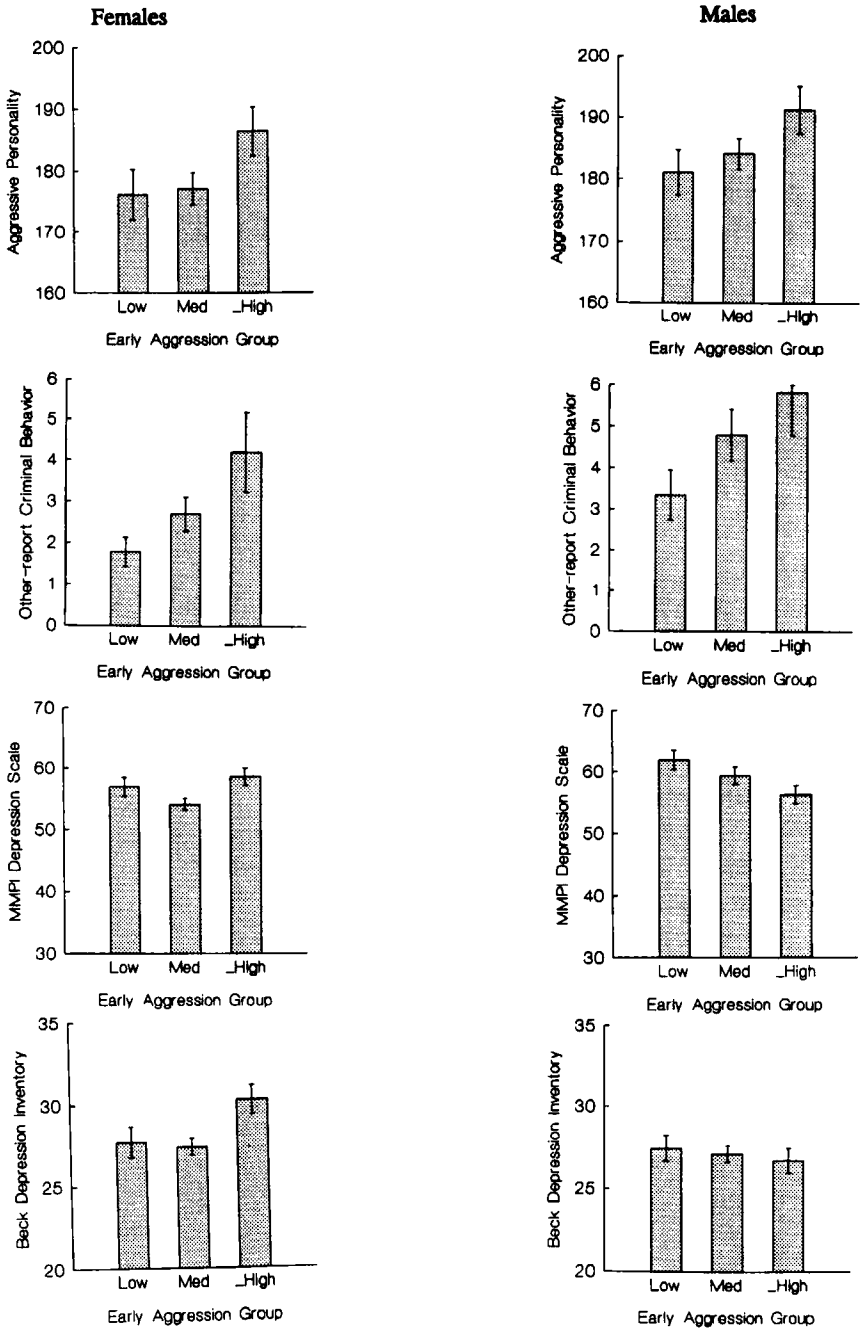 Females
Aggressive Personality
200
190
180
170
160
Low Med _High
Early Aggression Group
Males
Aggressive Personality
200
190
180
170
160
Low Med _High
Early Aggression Group
Other-report Criminal Behavior
6
5
4
3
2
1
0
Low Med _High
Early Aggression Group
Other-report Criminal Behavior
6
5
4
3
2
1
0
Low Med _High
Early Aggression Group
MMPI Depression Scale
70
60
50
40
30
Low Med _High
Early Aggression Group
MMPI Depression Scale
70
60
50
40
30
Low Med _High
Early Aggression Group
Beck Depression Inventory
35
30
25
20
Low Med _High
Early Aggression Group
Beck Depression Inventory
35
30
25
20
Low Med _High
Early Aggression Group